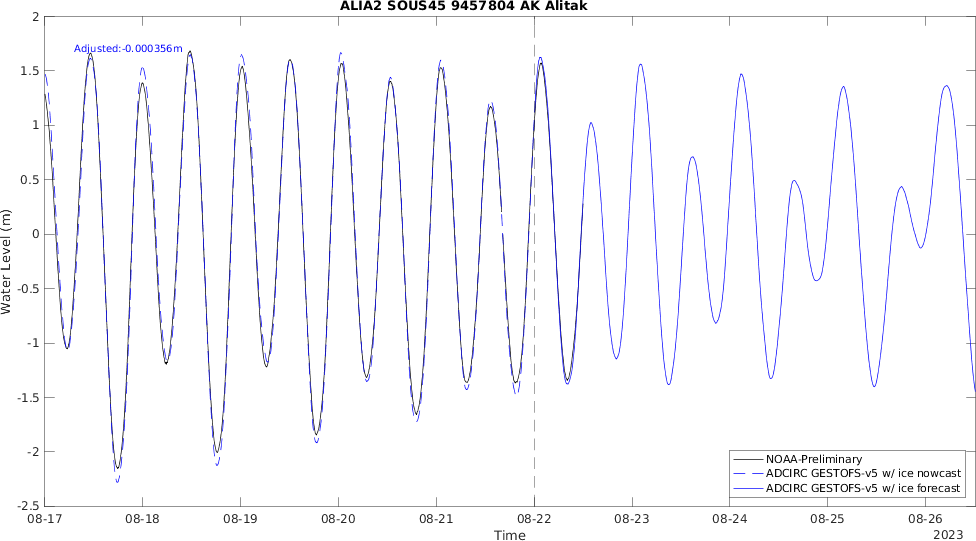 ALIA2 SOUS45 9457804 AK Alitak
Adjusted:-0.000356m
2
1.5
1
0.5
0
-0.5
-1
-1.5
-2
-2.5
Water Level (m)
NOAA-Preliminary
ADCIRC GESTOFS-v5 w/ ice nowcast
ADCIRC GESTOFS-v5 w/ ice forecast
08-17 08-18 08-19 08-20 08-21 08-22 08-23 08-24 08-25 08-26
Time
2023